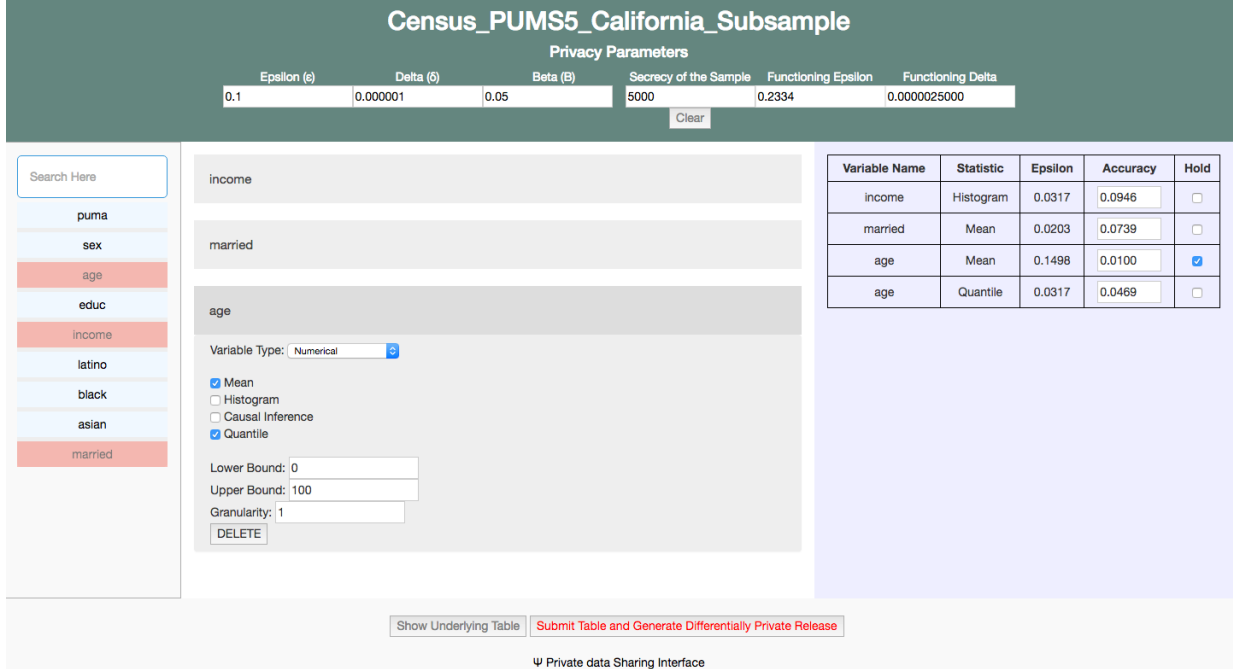 Census_PUMS5_California_Subsample
Privacy Parameters
Epsilon (ε) Delta (δ) Beta (B) Secrecy of the Sample Functioning Epsilon Functioning Delta
0.1 0.000001 0.05 5000 0.2334 0.0000025000
Clear
Search Here
puma
sex
age
educ
income
latino
black
asian
married
income
married
age
Variable Type: Numerical
Mean
Histogram
Causal Inference
Quantile
Lower Bound: 0
Upper Bound: 100
Granularity: 1
DELETE
Variable Name Statistic Epsilon Accuracy Hold
income Histogram 0.0317 0.0946
married Mean 0.0203 0.0739
age Mean 0.1498 0.0100
age Quantile 0.0317 0.0469
Show Underlying Table Submit Table and Generate Differentially Private Release
Ψ Private data Sharing Interface